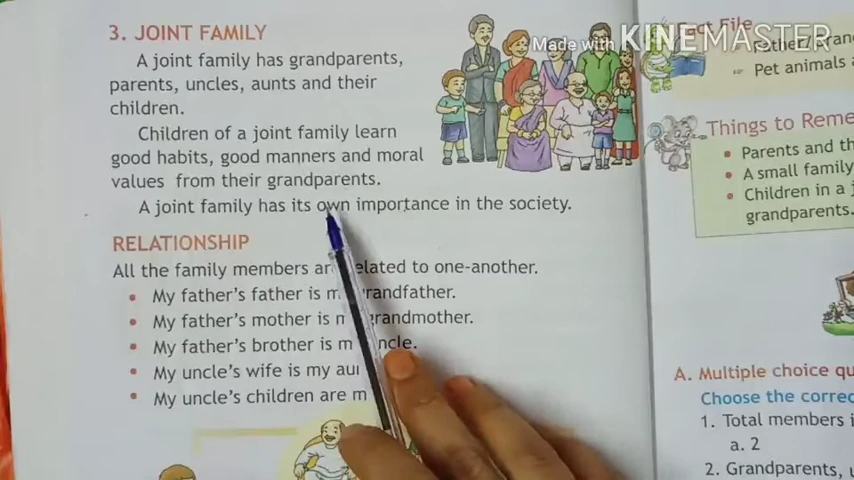 3. JOINT FAMILY
A joint family has grandparents,
parents, uncles, aunts and their
children.
Children of a joint family learn
good habits, good manners and moral
values from their grandparents.
A joint family has its own importance in the society.
RELATIONSHIP
All the family members are related to one-another.
• My father's father is my grandfather.
• My father's mother is my grandmother.
• My father's brother is my uncle.
• My uncle's wife is my
• My uncle's children are
Made with KINEMASTER
Fact File
Pet animals
Things to
• Parents and
• A small family
• Children in a
grandparents.
A. Multiple choice
Choose the
1. Total members
a. 2
2. Grandparents,